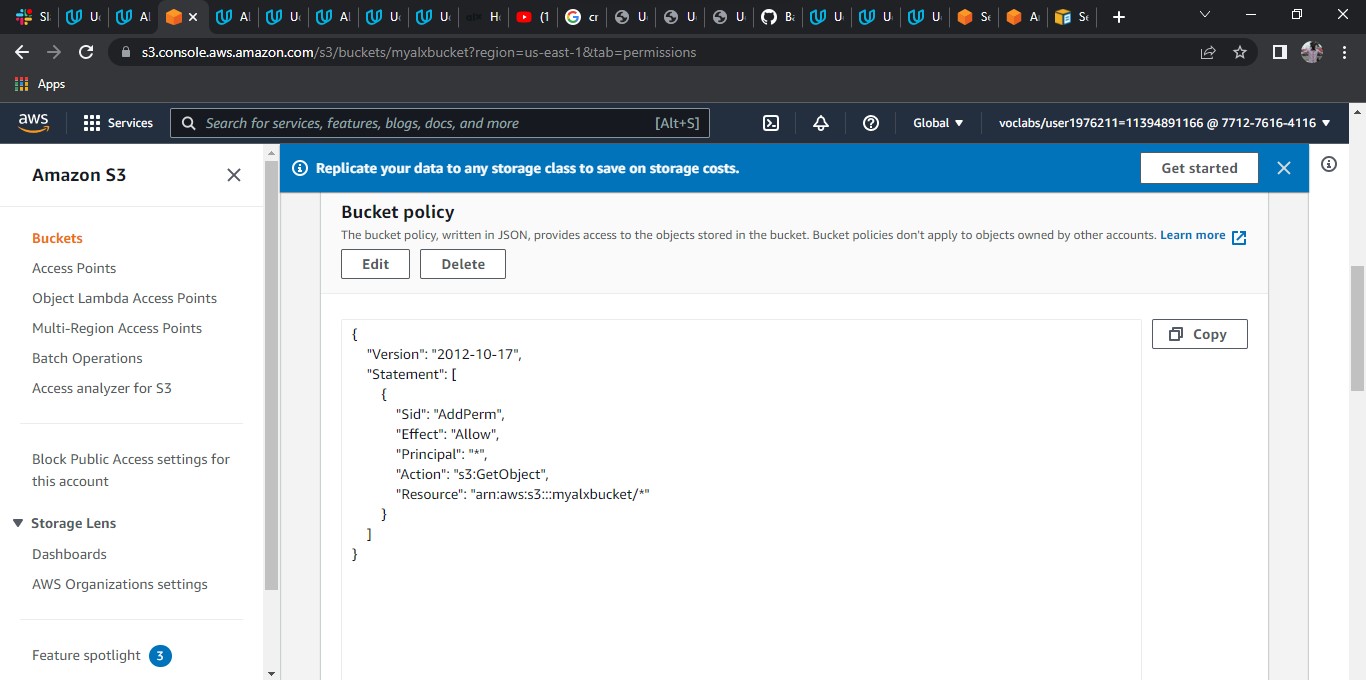 Sl
U
Al
Al
U
Al
U
U
H
(1
cr
U
U
U
Ba
U
U
U
Se
A
Se
s3.console.aws.amazon.com/s3/buckets/myalxbucket?region=us-east-1&tab=permissions
Apps
aws
Services
Search for services, features, blogs, docs, and more
[Alt+S]
Global
voclabs/user1976211=11394891166 @ 7712-7616-4116
Amazon S3
Replicate your data to any storage class to save on storage costs.
Get started
Buckets
Access Points
Object Lambda Access Points
Multi-Region Access Points
Batch Operations
Access analyzer for S3
Block Public Access settings for
this account
Storage Lens
Dashboards
AWS Organizations settings
Feature spotlight 3
Bucket policy
The bucket policy, written in JSON, provides access to the objects stored in the bucket. Bucket policies don't apply to objects owned by other accounts. Learn more
Edit
Delete
Copy
{
"Version": "2012-10-17",
"Statement": [
{
"Sid": "AddPerm",
"Effect": "Allow",
"Principal": "*",
"Action": "s3:GetObject",
"Resource": "arn:aws:s3:::myalxbucket/*"
}
]
}